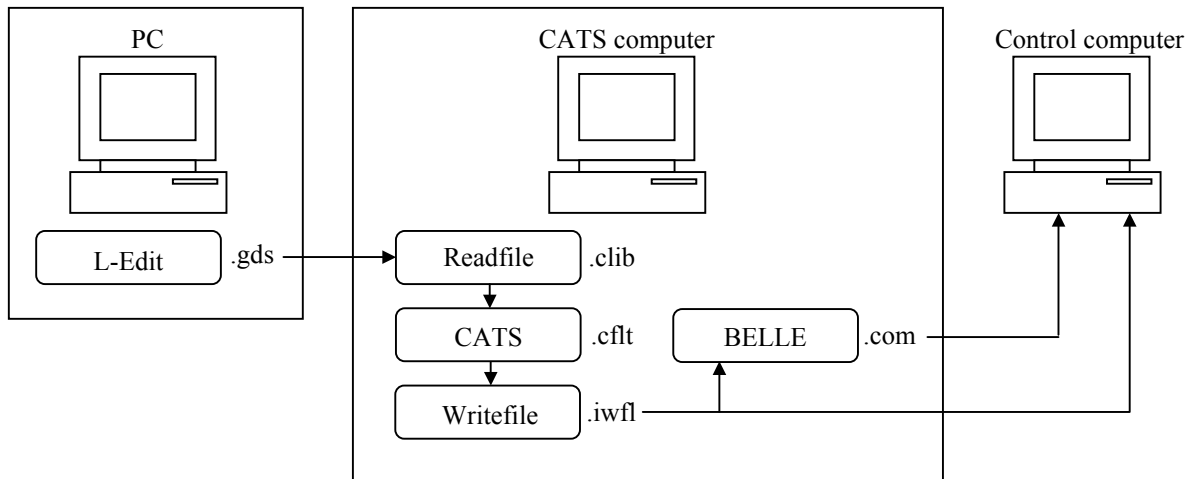 PC
CATS computer
Control computer
L-Edit
.gds
Readfile
.clib
CATS
.cflt
BELLE
.com
Writefile
.iwfl